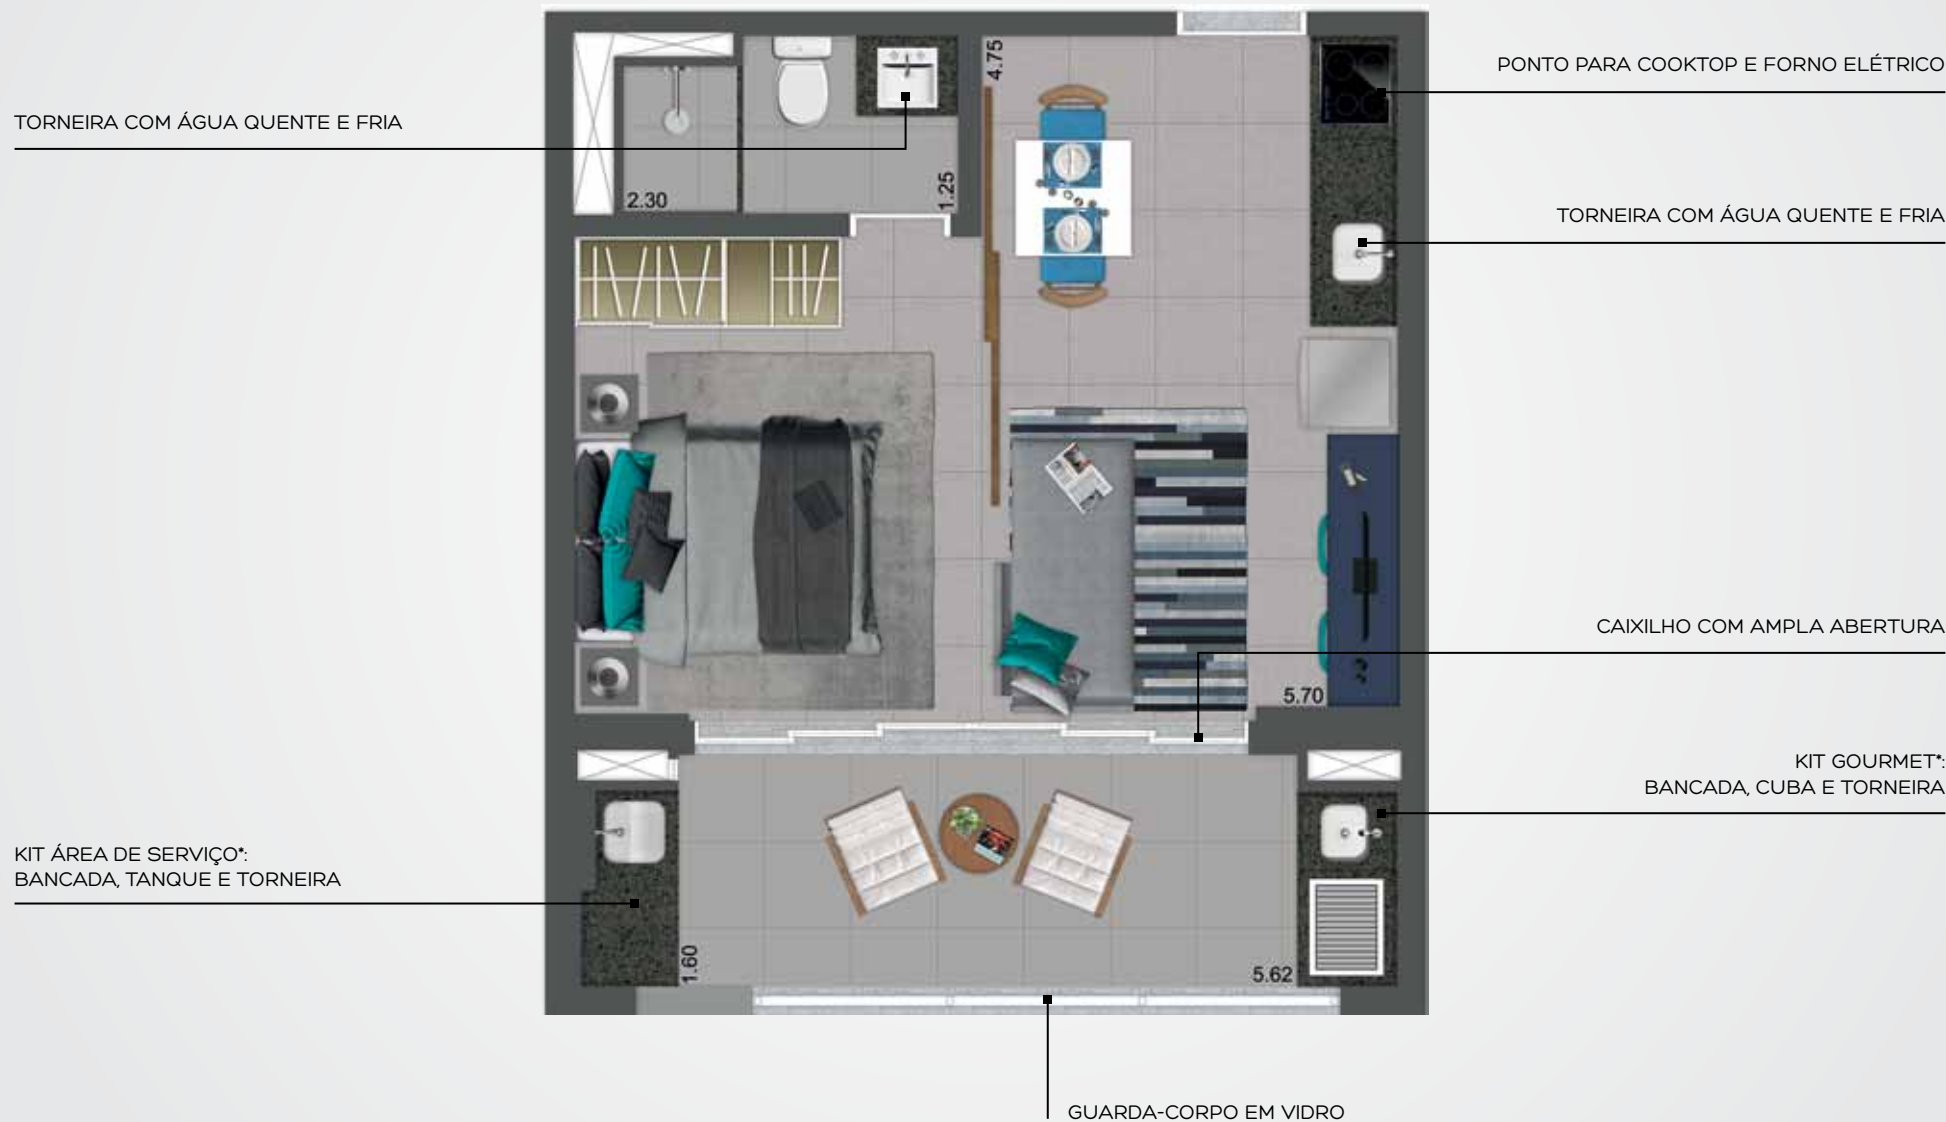 4.75
PONTO PARA COOKTOP E FORNO ELÉTRICO
TORNEIRA COM ÁGUA QUENTE E FRIA
2.30
1.25
TORNEIRA COM ÁGUA QUENTE E FRIA
CAIXILHO COM AMPLA ABERTURA
5.70
KIT GOURMET*:
BANCADA, CUBA E TORNEIRA
KIT ÁREA DE SERVIÇO*:
BANCADA, TANQUE E TORNEIRA
1.60
5.62
GUARDA-CORPO EM VIDRO